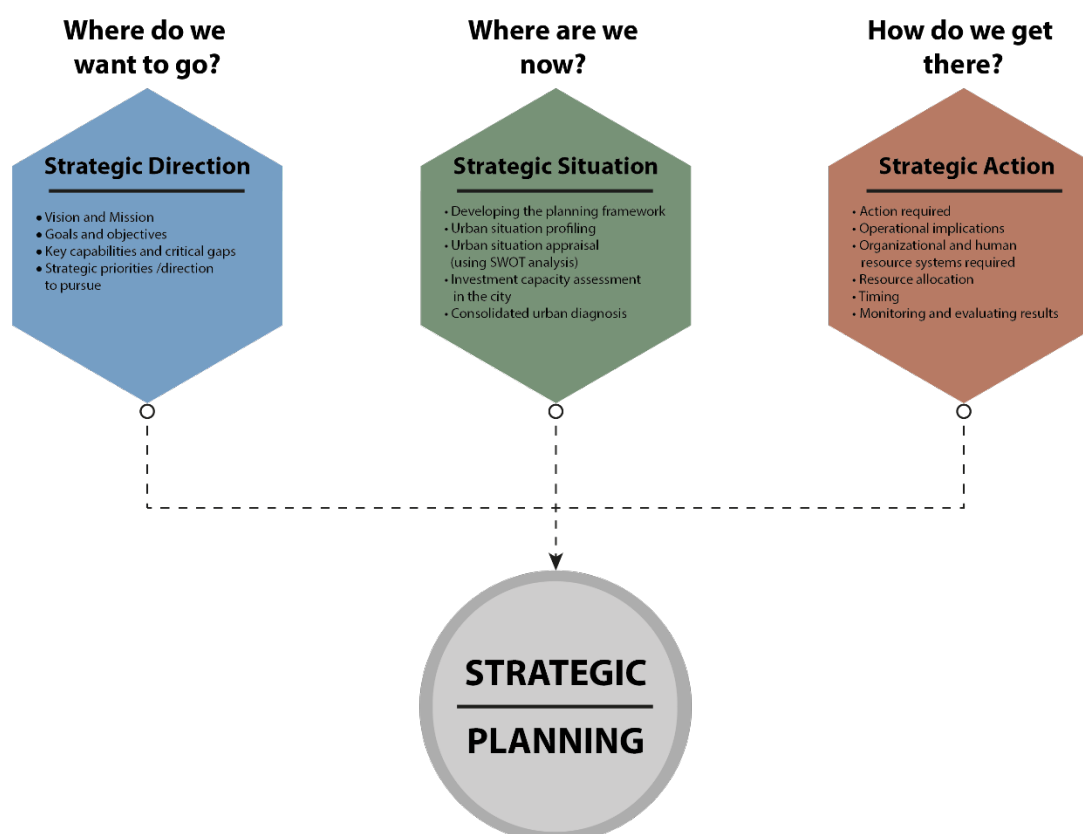 Where do we
want to go?
Strategic Direction
● Vision and Mission
● Goals and objectives
● Key capabilities and critical gaps
● Strategic priorities /direction
to pursue
Where are we
now?
Strategic Situation
• Developing the planning framework
• Urban situation profiling
• Urban situation appraisal
(using SWOT analysis)
• Investment capacity assessment
in the city
• Consolidated urban diagnosis
How do we get
there?
Strategic Action
• Action required
• Operational implications
• Organizational and human
resource systems required
• Resource allocation
• Timing
• Monitoring and evaluating results
STRATEGIC
PLANNING